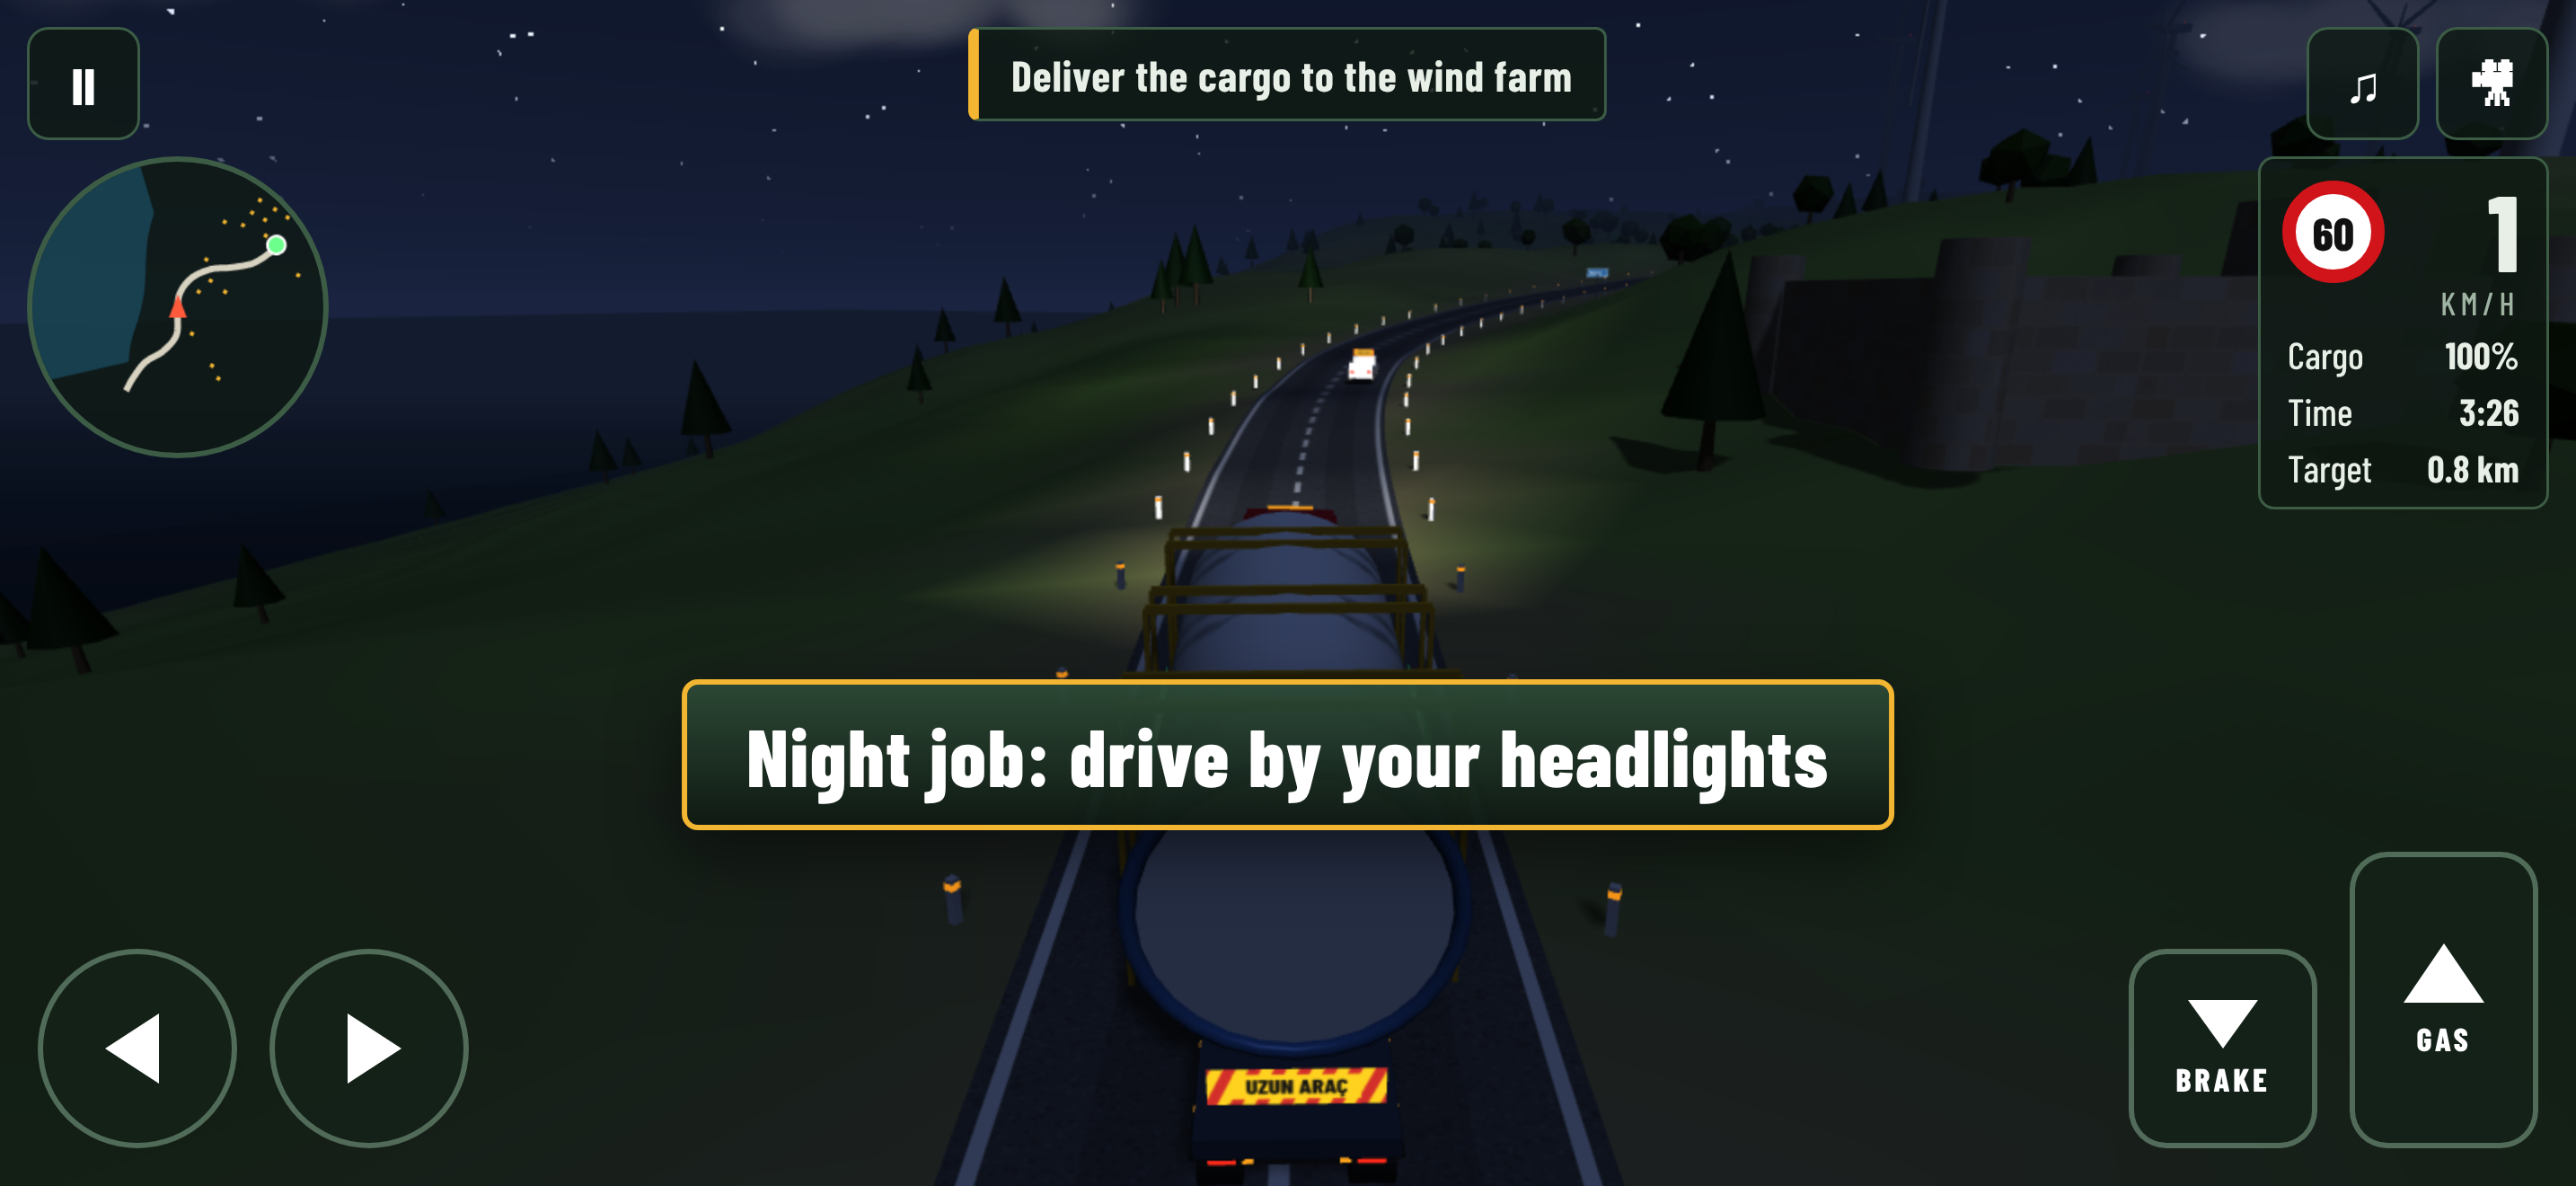 Deliver the cargo to the wind farm
60
1
KM/H
Cargo 100%
Time 3:26
Target 0.8 km
Night job: drive by your headlights
UZUN ARAÇ
BRAKE
GAS